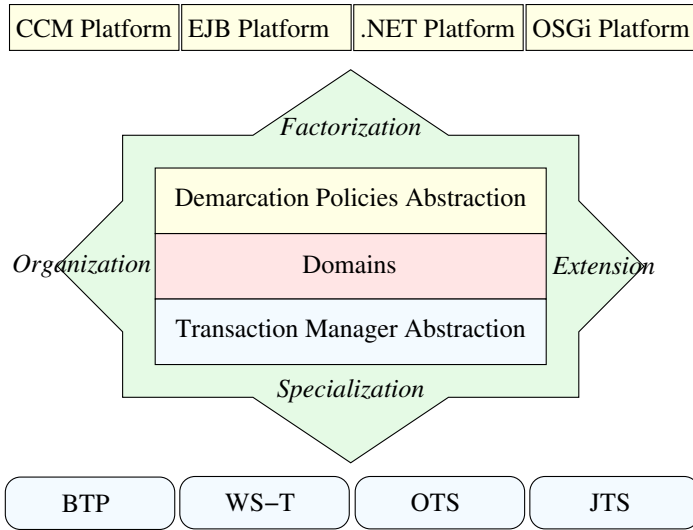 CCM Platform EJB Platform .NET Platform OSGi Platform
Factorization
Demarcation Policies Abstraction
Organization Domains Extension
Transaction Manager Abstraction
Specialization
BTP WS−T OTS JTS